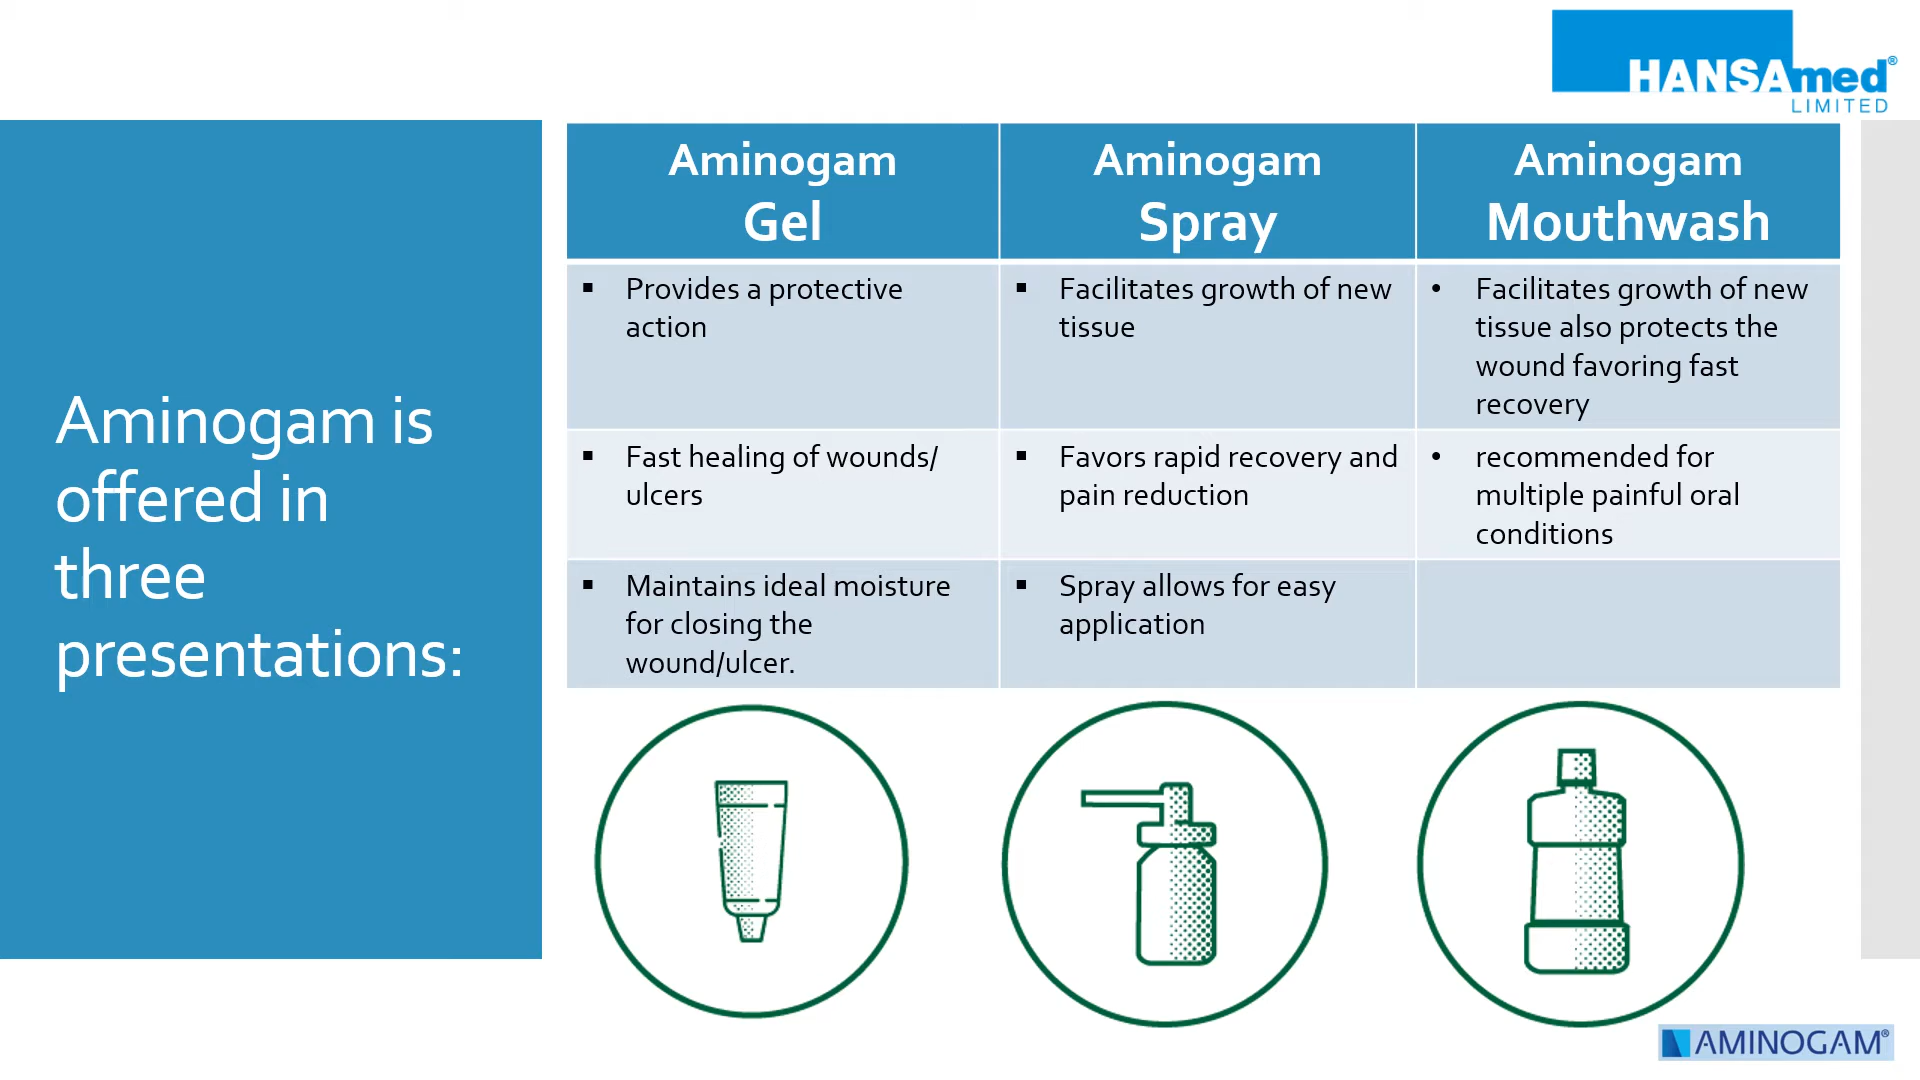 HANSAmed®
LIMITED
Aminogam is
offered in
three
presentations:
Aminogam
Gel
Aminogam
Spray
Aminogam
Mouthwash
▪ Provides a protective
action
▪ Facilitates growth of new
tissue
• Facilitates growth of new
tissue also protects the
wound favoring fast
recovery
▪ Fast healing of wounds/
ulcers
▪ Favors rapid recovery and
pain reduction
• recommended for
multiple painful oral
conditions
▪ Maintains ideal moisture
for closing the
wound/ulcer.
▪ Spray allows for easy
application
AMINOGAM®